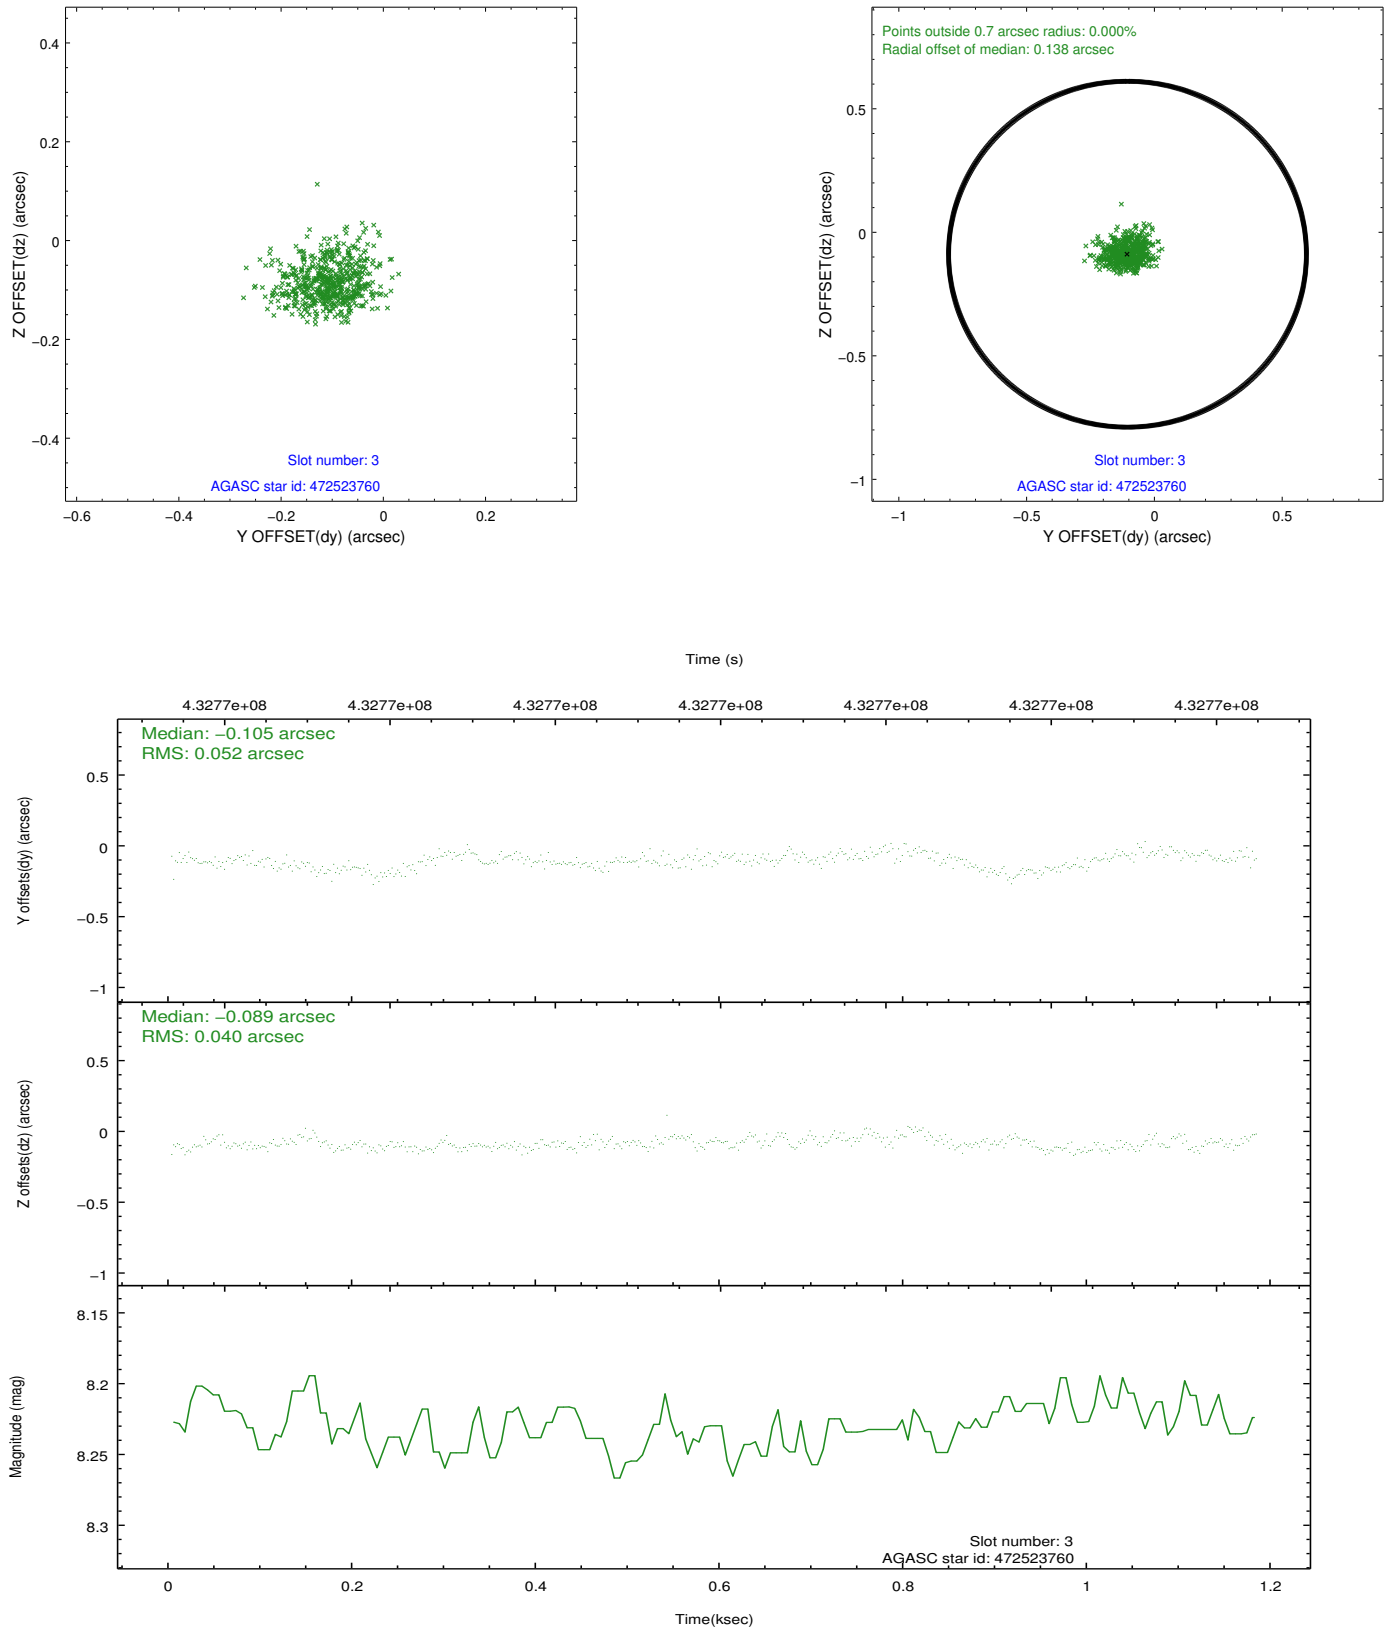 0.4
0.2
0
−0.2
−0.4
Z OFFSET(dz) (arcsec)
Slot number: 3
AGASC star id: 472523760
−0.6 −0.4 −0.2 0 0.2
Y OFFSET(dy) (arcsec)
Points outside 0.7 arcsec radius: 0.000%
Radial offset of median: 0.138 arcsec
0.5
0
−0.5
−1
Z OFFSET(dz) (arcsec)
Slot number: 3
AGASC star id: 472523760
−1 −0.5 0 0.5
Y OFFSET(dy) (arcsec)
Time (s)
4.3277e+08 4.3277e+08 4.3277e+08 4.3277e+08 4.3277e+08 4.3277e+08 4.3277e+08
Median: −0.105 arcsec
RMS: 0.052 arcsec
0.5
0
−0.5
−1
Y offsets(dy) (arcsec)
Median: −0.089 arcsec
RMS: 0.040 arcsec
0.5
0
−0.5
−1
Z offsets(dz) (arcsec)
8.15
8.2
8.25
8.3
Magnitude (mag)
Slot number: 3
AGASC star id: 472523760
0 0.2 0.4 0.6 0.8 1 1.2
Time(ksec)